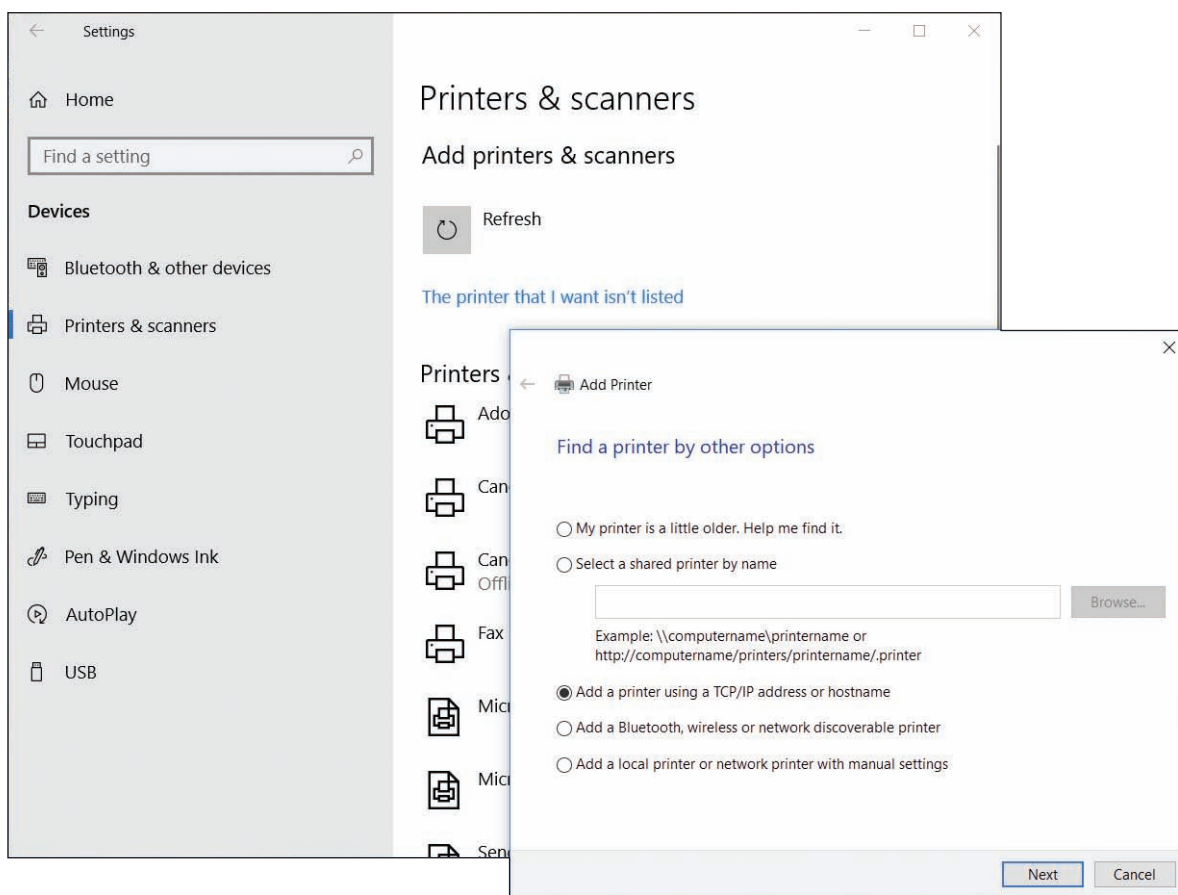 Settings
Home
Find a setting
Devices
Bluetooth & other devices
Printers & scanners
Mouse
Touchpad
Typing
Pen & Windows Ink
AutoPlay
USB
Printers & scanners
Add printers & scanners
Refresh
The printer that I want isn't listed
Printers
Fax
Add Printer
Find a printer by other options
My printer is a little older. Help me find it.
Select a shared printer by name
Browse...
Example: \\computername\printername or
http://computername/printers/printername/.printer
Add a printer using a TCP/IP address or hostname
Add a Bluetooth, wireless or network discoverable printer
Add a local printer or network printer with manual settings
Next
Cancel